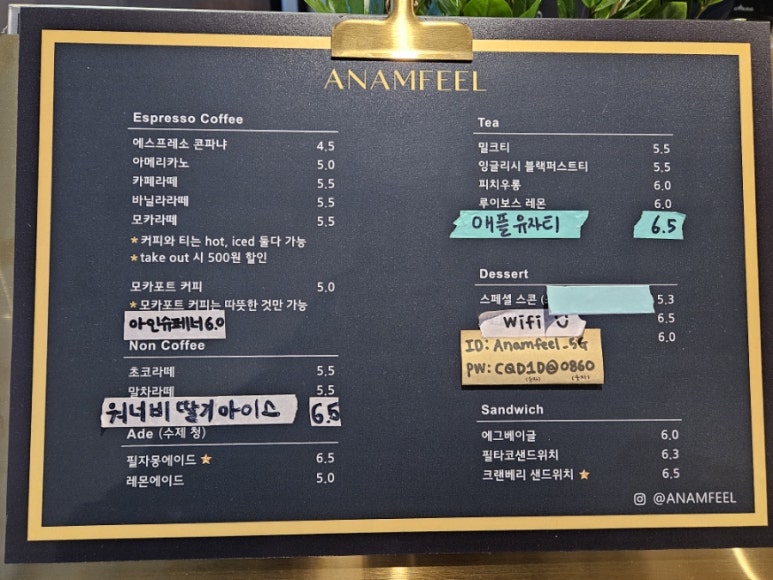 ANAMFEEL
Espresso Coffee
에스프레소 콘파냐 4.5
아메리카노 5.0
카페라떼 5.5
바닐라라떼 5.5
모카라떼 5.5
★커피와 티는 hot, iced 둘다 가능
★take out 시 500원 할인
모카포트 커피 5.0
★모카포트 커피는 따뜻한 것만 가능
아인슈페너 6.0
Non Coffee
초코라떼 5.5
말차라떼 5.5
워너비 딸기아이스 6.5
Ade (수제 청)
필자몽에이드 ★ 6.5
레몬에이드 5.0
Tea
밀크티 5.5
잉글리시 블랙퍼스트티 5.5
피치우롱 6.0
루이보스 레몬 6.0
애플유자티 6.5
Dessert
스페셜 스콘 5.3
6.5
Wifi
6.0
ID: Anamfeel_5G
PW: CQD1D@0860
(숫자) (숫자)
Sandwich
에그베이글 6.0
필타코샌드위치 6.3
크랜베리 샌드위치 ★ 6.5
@ANAMFEEL